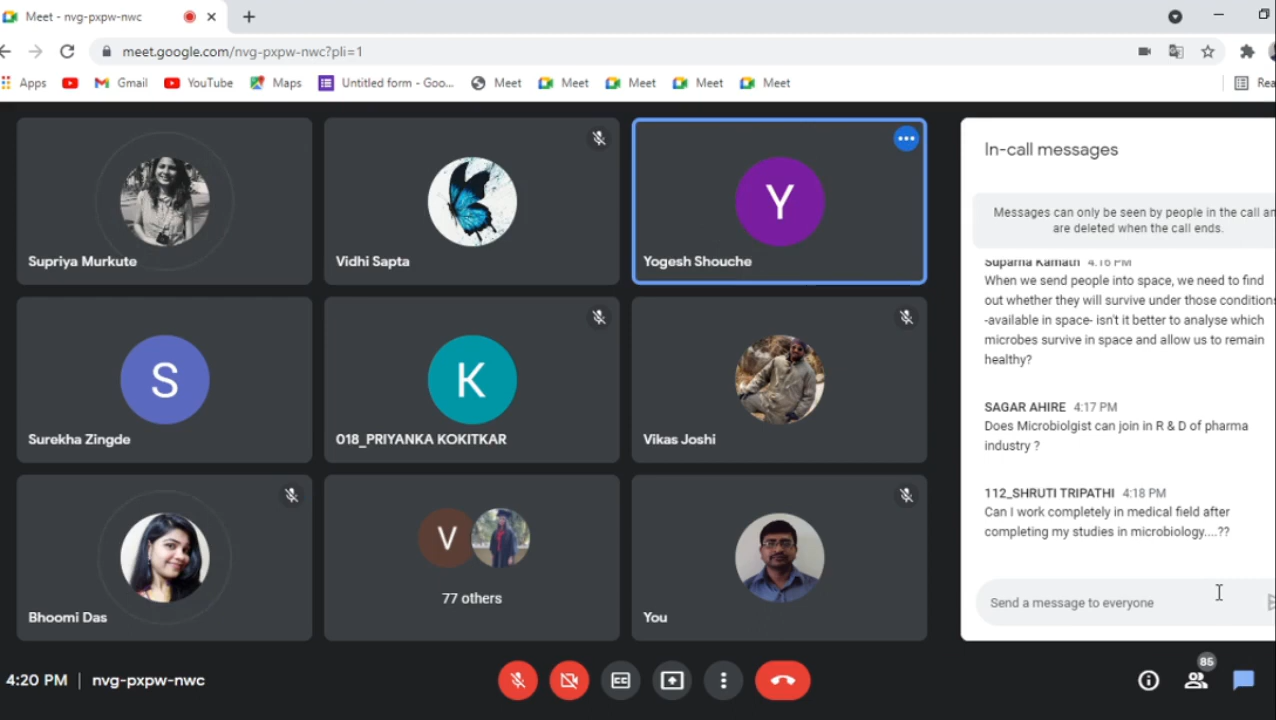 Meet - nvg-pxpw-nwc
meet.google.com/nvg-pxpw-nwc?pli=1
Apps Gmail YouTube Maps Untitled form - Goo... Meet Meet Meet Meet Meet
Supriya Murkute
Vidhi Sapta
Y
Yogesh Shouche
S
Surekha Zingde
K
018_PRIYANKA KOKITKAR
Vikas Joshi
Bhoomi Das
V
77 others
You
In-call messages
Messages can only be seen by people in the call
are deleted when the call ends.
Suparna Kamath 4:16 PM
When we send people into space, we need to find
out whether they will survive under those conditions
-available in space- isn't it better to analyse which
microbes survive in space and allow us to remain
healthy?
SAGAR AHIRE 4:17 PM
Does Microbiolgist can join in R & D of pharma
industry ?
112_SHRUTI TRIPATHI 4:18 PM
Can I work completely in medical field after
completing my studies in microbiology....??
Send a message to everyone
4:20 PM | nvg-pxpw-nwc
85